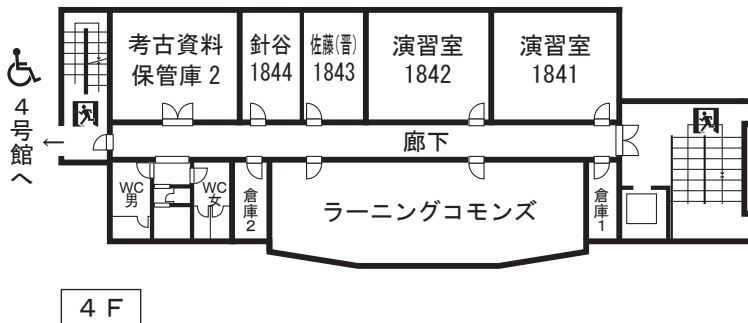 考古資料
保管庫2
針谷
1844
佐藤(晋)
1843
演習室
1842
演習室
1841
4号館へ
←
廊下
WC
男
WC
女
倉庫2
ラーニングコモンズ
倉庫1
4F